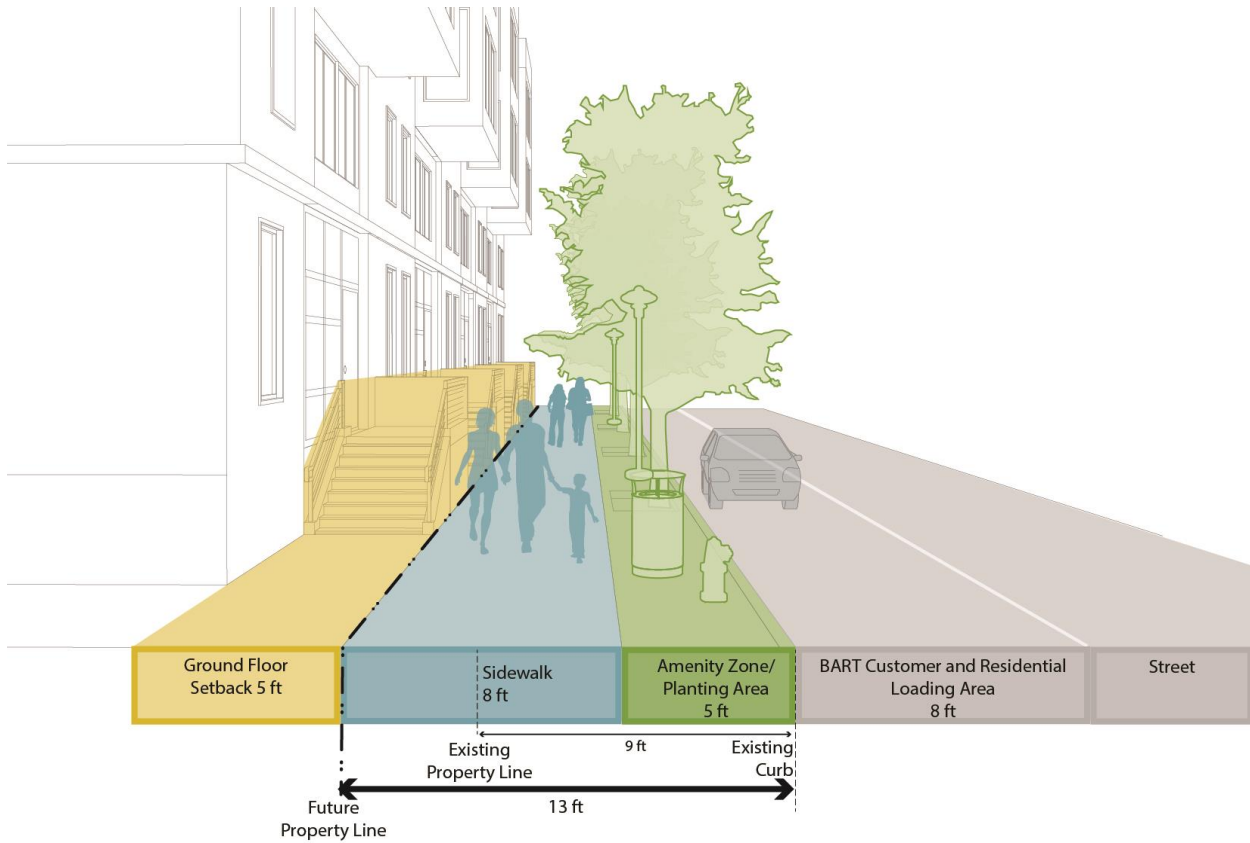 Ground Floor
Setback 5 ft
Sidewalk
8 ft
Amenity Zone/
Planting Area
5 ft
BART Customer and Residential
Loading Area
8 ft
Street
Existing
Property Line
9 ft
Existing
Curb
13 ft
Future
Property Line